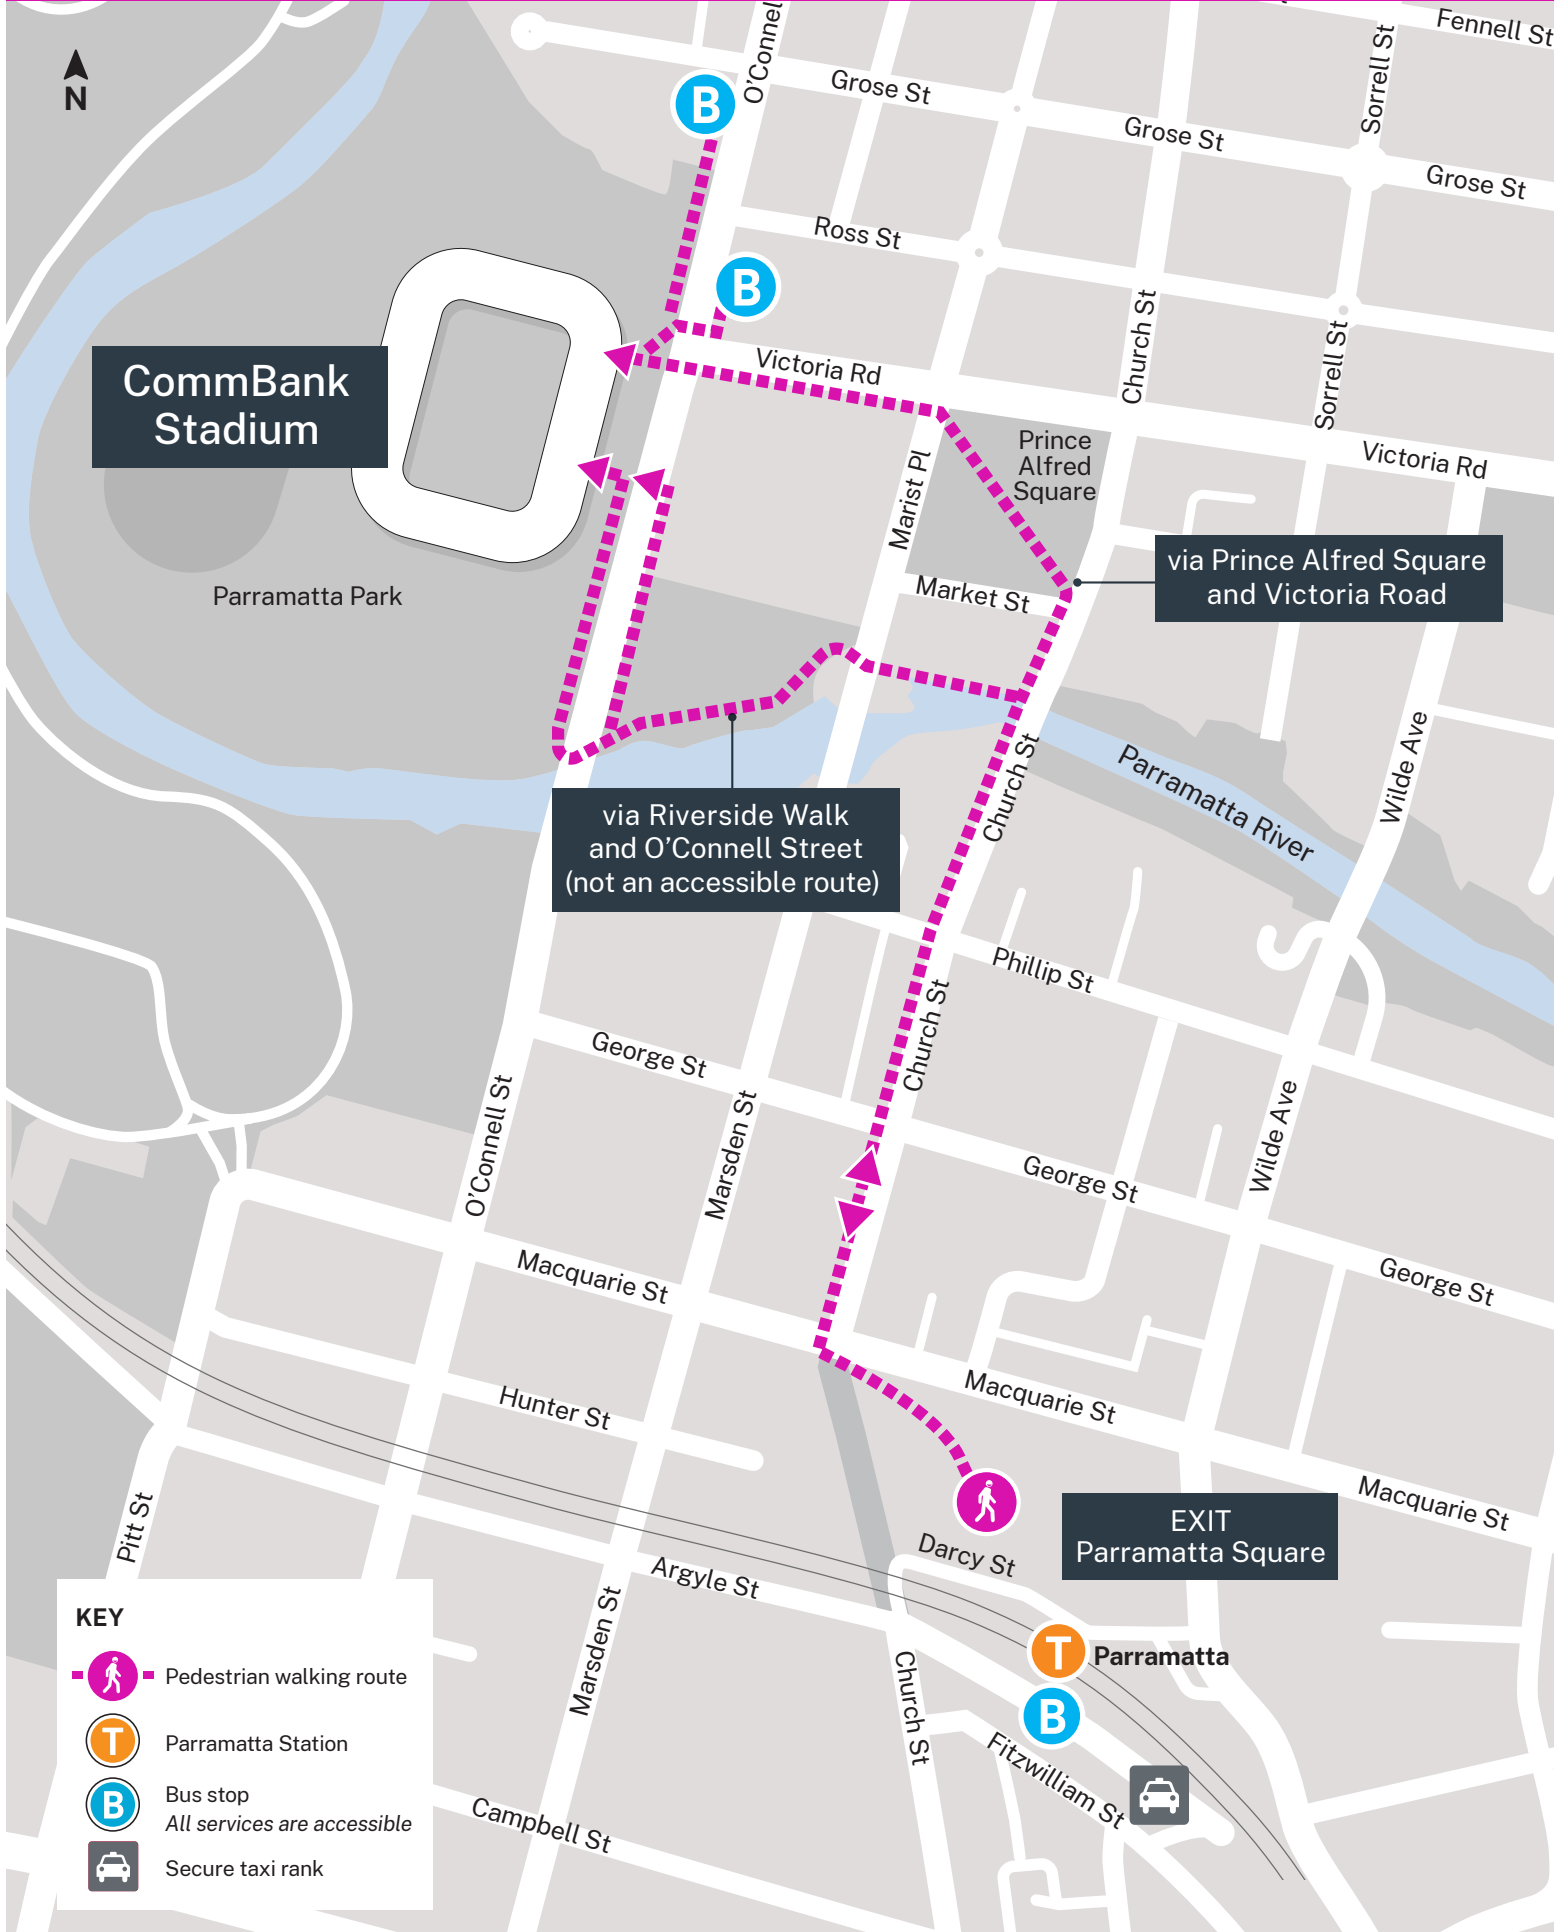 O'Connel
Fennell St
Sorrell St
N
B
Grose St
Grose St
Grose St
Ross St
B
Church St
Sorrell St
Victoria Rd
CommBank
Stadium
Prince
Alfred
Square
Victoria Rd
Marist Pl
via Prince Alfred Square
and Victoria Road
Parramatta Park
Market St
Church St
Parramatta River
Wilde Ave
via Riverside Walk
and O'Connell Street
(not an accessible route)
Phillip St
Church St
George St
O'Connell St
Marsden St
Wilde Ave
George St
Macquarie St
George St
Hunter St
Macquarie St
Macquarie St
Pitt St
EXIT
Parramatta Square
Darcy St
Argyle St
Marsden St
T
Parramatta
Church St
B
Fitzwilliam St
Campbell St
KEY
Pedestrian walking route
T
Parramatta Station
B
Bus stop
All services are accessible
Secure taxi rank